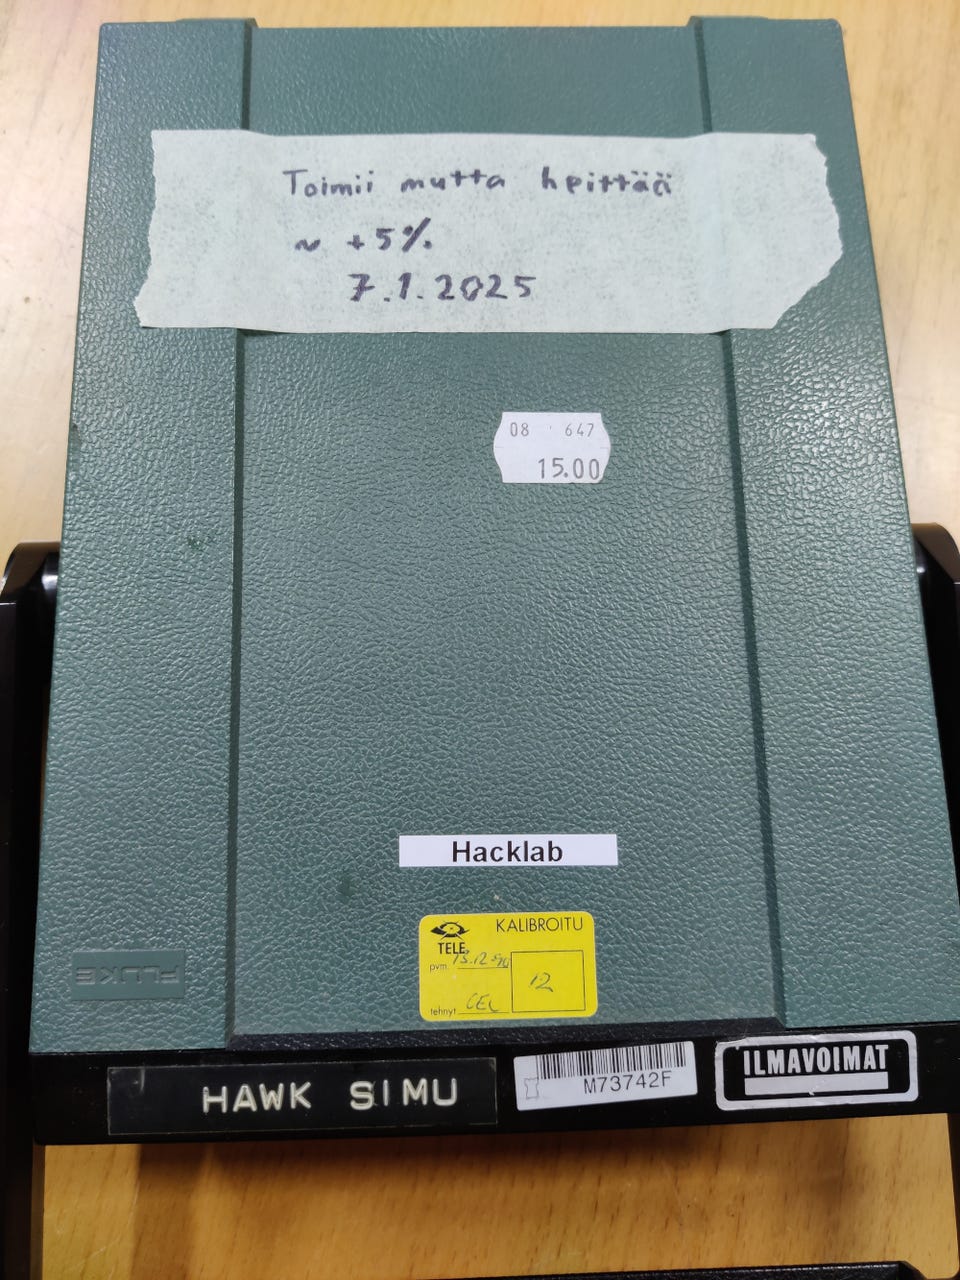 Toimii mutta heittää
~ +5%
7.1.2025
08 647
15.00
Hacklab
KALIBROITU
TELE
pvm.
12
tehnyt CEL
FLUKE
HAWK SIMU
M73742F
ILMAVOIMAT